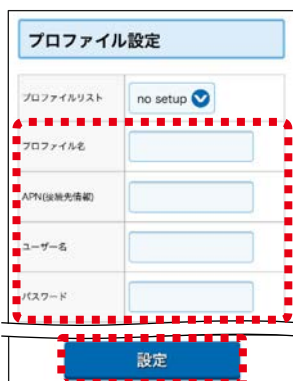 プロファイル設定
プロファイルリスト no setup
プロファイル名
APN(接続先情報)
ユーザー名
パスワード
設定